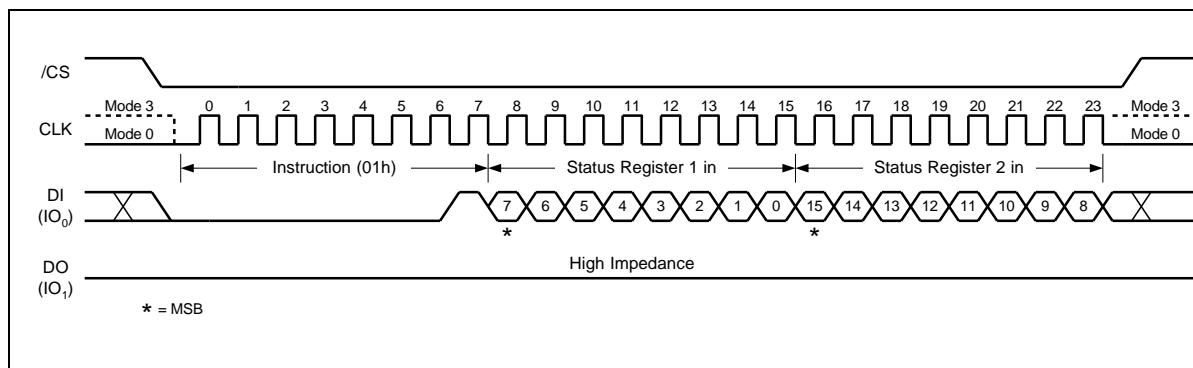 /CS
Mode 3 0 1 2 3 4 5 6 7 8 9 10 11 12 13 14 15 16 17 18 19 20 21 22 23 Mode 3
CLK Mode 0 Mode 0
Instruction (01h) Status Register 1 in Status Register 2 in
DI
(IO0) 7 6 5 4 3 2 1 0 15 14 13 12 11 10 9 8
* *
High Impedance
DO
(IO1)
* = MSB